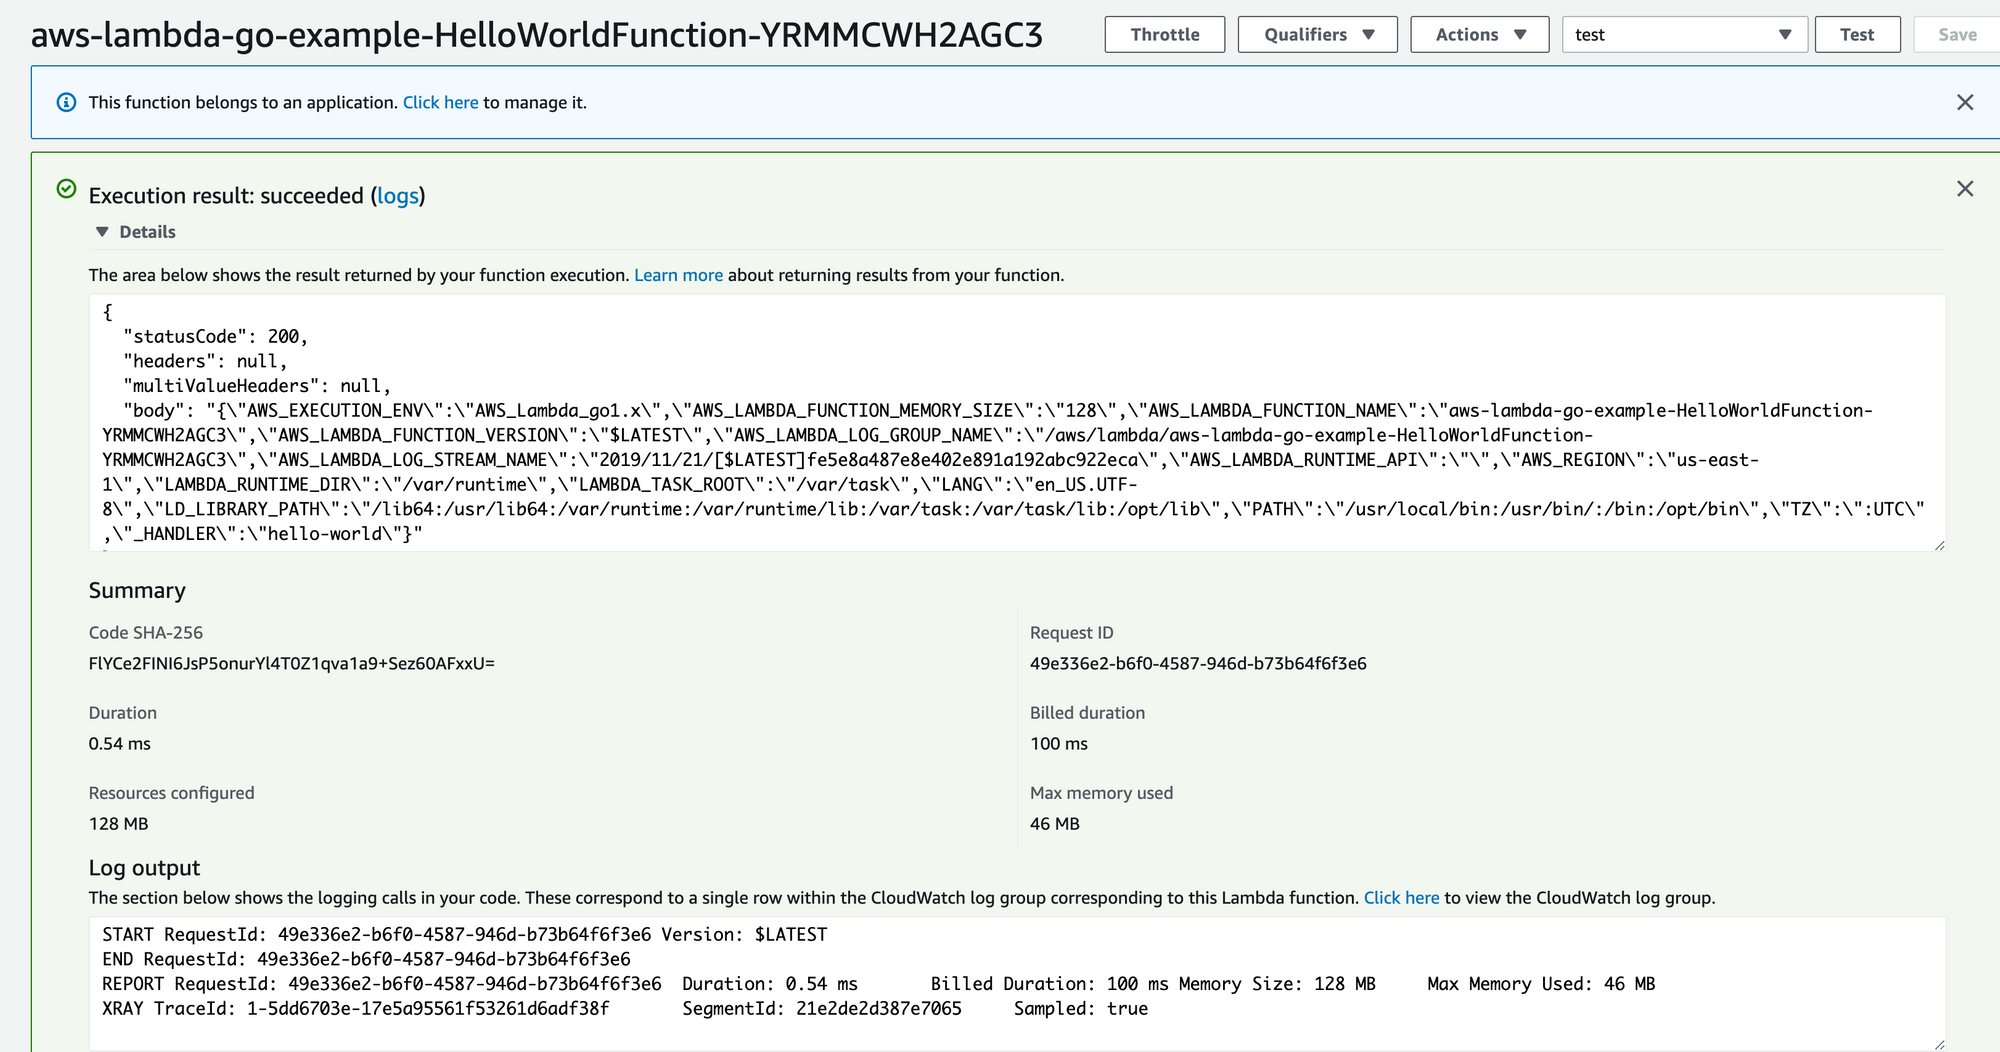 aws-lambda-go-example-HelloWorldFunction-YRMMCWH2AGC3
Throttle
Qualifiers
Actions
test
Test
Save
This function belongs to an application. Click here to manage it.
Execution result: succeeded (logs)
Details
The area below shows the result returned by your function execution. Learn more about returning results from your function.
{
"statusCode": 200,
"headers": null,
"multiValueHeaders": null,
"body": "{\"AWS_EXECUTION_ENV\":\"AWS_Lambda_go1.x\",\"AWS_LAMBDA_FUNCTION_MEMORY_SIZE\":\"128\",\"AWS_LAMBDA_FUNCTION_NAME\":\"aws-lambda-go-example-HelloWorldFunction-
YRMMCWH2AGC3\",\"AWS_LAMBDA_FUNCTION_VERSION\":\"$LATEST\",\"AWS_LAMBDA_LOG_GROUP_NAME\":\"/aws/lambda/aws-lambda-go-example-HelloWorldFunction-
YRMMCWH2AGC3\",\"AWS_LAMBDA_LOG_STREAM_NAME\":\"2019/11/21/[$LATEST]fe5e8a487e8e402e891a192abc922eca\",\"AWS_LAMBDA_RUNTIME_API\":\"\",\"AWS_REGION\":\"us-east-
1\",\"LAMBDA_RUNTIME_DIR\":\"/var/runtime\",\"LAMBDA_TASK_ROOT\":\"/var/task\",\"LANG\":\"en_US.UTF-
8\",\"LD_LIBRARY_PATH\":\"/lib64:/usr/lib64:/var/runtime:/var/runtime/lib:/var/task:/var/task/lib:/opt/lib\",\"PATH\":\"/usr/local/bin:/usr/bin/:/bin:/opt/bin\",\"TZ\":\":UTC\"
,\"_HANDLER\":\"hello-world\"}"
Summary
Code SHA-256
FlYCe2FINI6JsP5onurYl4T0Z1qva1a9+Sez60AFxxU=
Request ID
49e336e2-b6f0-4587-946d-b73b64f6f3e6
Duration
0.54 ms
Billed duration
100 ms
Resources configured
128 MB
Max memory used
46 MB
Log output
The section below shows the logging calls in your code. These correspond to a single row within the CloudWatch log group corresponding to this Lambda function. Click here to view the CloudWatch log group.
START RequestId: 49e336e2-b6f0-4587-946d-b73b64f6f3e6 Version: $LATEST
END RequestId: 49e336e2-b6f0-4587-946d-b73b64f6f3e6
REPORT RequestId: 49e336e2-b6f0-4587-946d-b73b64f6f3e6 Duration: 0.54 ms Billed Duration: 100 ms Memory Size: 128 MB Max Memory Used: 46 MB
XRAY TraceId: 1-5dd6703e-17e5a95561f53261d6adf38f SegmentId: 21e2de2d387e7065 Sampled: true